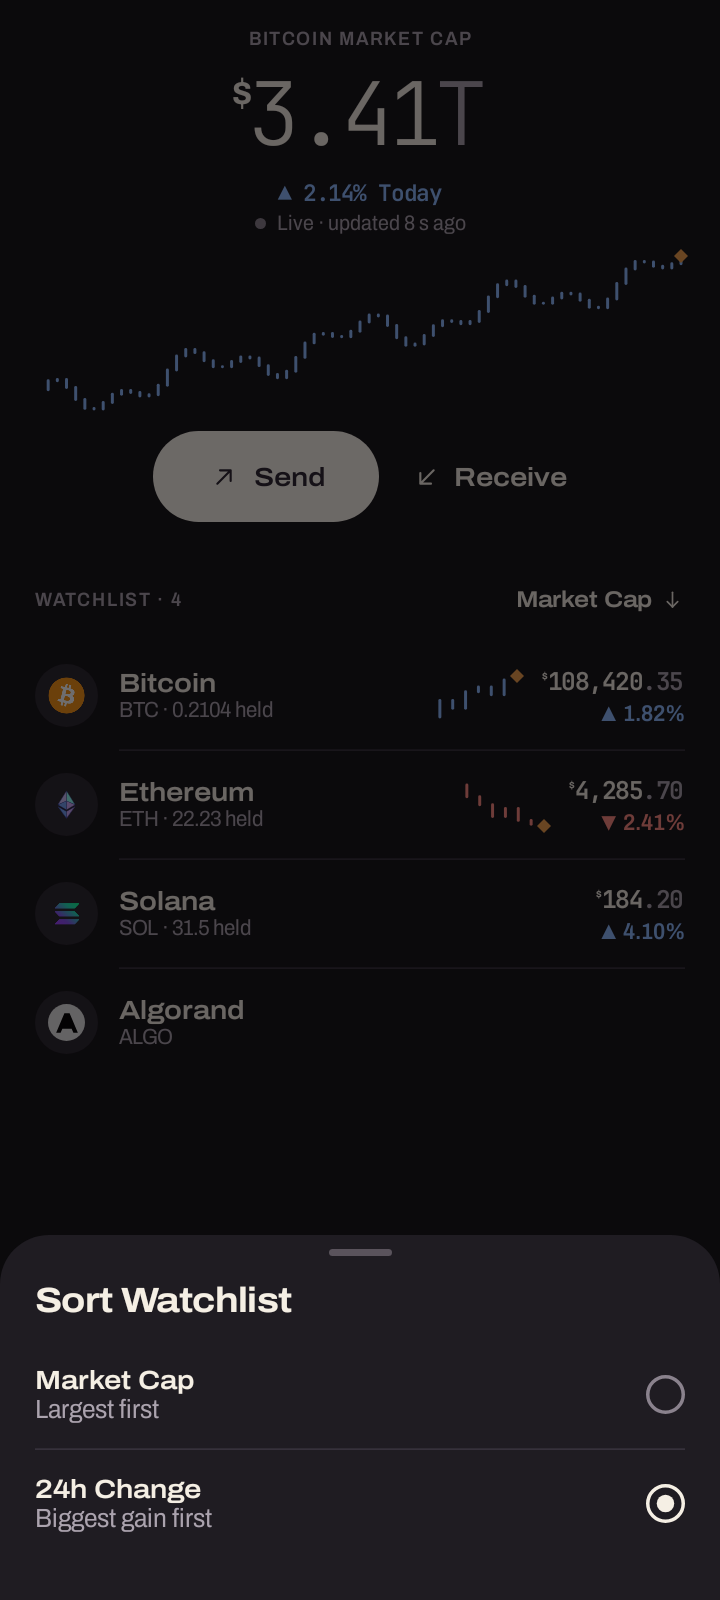 BITCOIN MARKET CAP
$3.41T
▲ 2.14% Today
Live · updated 8 s ago
Send
Receive
WATCHLIST · 4
Market Cap ↓
Bitcoin
BTC · 0.2104 held
$108,420.35
▲ 1.82%
Ethereum
ETH · 22.23 held
$4,285.70
▼ 2.41%
Solana
SOL · 31.5 held
$184.20
▲ 4.10%
Algorand
ALGO
Sort Watchlist
Market Cap
Largest first
24h Change
Biggest gain first